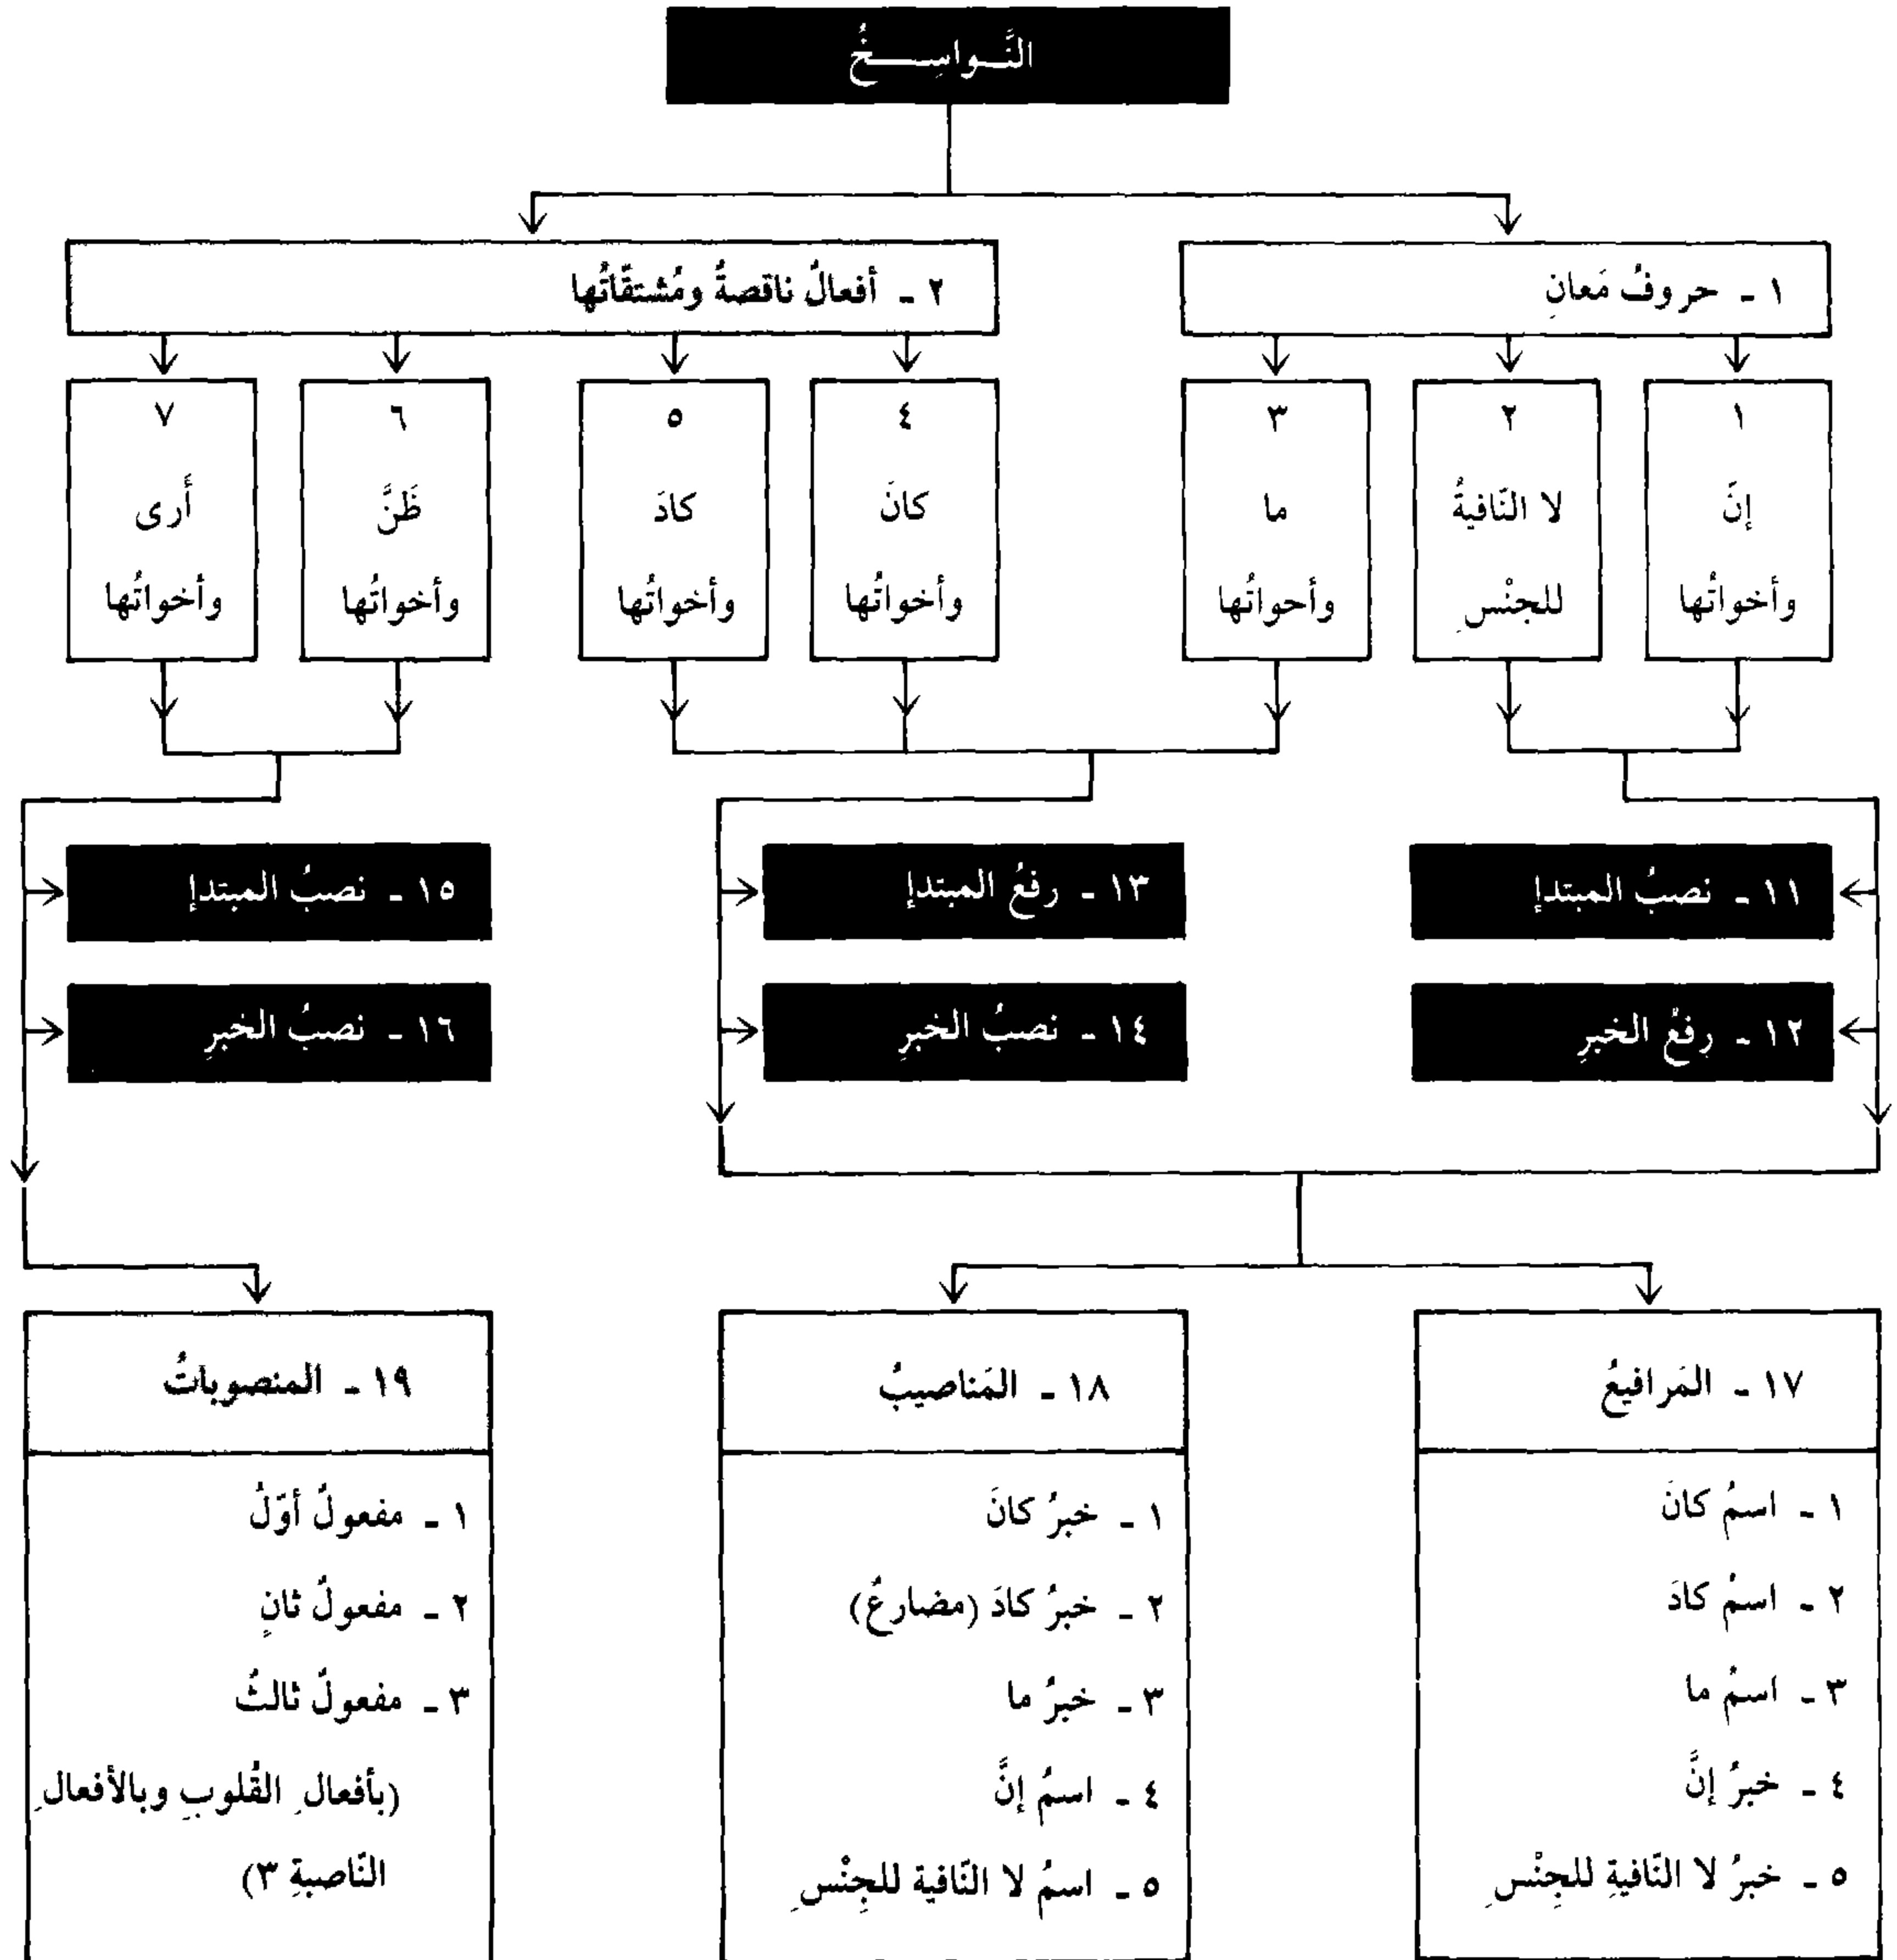 النَّواسِخُ
١ - حروفُ مَعانٍ
٢ - أفعالٌ ناقصةٌ ومُشتقّاتُها
١
إنّ
وأخواتُها
٢
لا النّافيةُ
للجنْسِ
٣
ما
وأحواتُها
٤
كانَ
وأخواتُها
٥
كادَ
وأخواتُها
٦
ظَنَّ
وأخواتُها
٧
أَرى
وأخواتُها
١١ - نصبُ المبتدإ
١٢ - رفعُ الخبرِ
١٣ - رفعُ المبتدإ
١٤ - نصبُ الخبرِ
١٥ - نصبُ المبتدإ
١٦ - نصبُ الخبرِ
١٧ - المَرافيعُ
١ - اسمُ كانَ
٢ - اسمُ كادَ
٣ - اسمُ ما
٤ - خبرُ إنَّ
٥ - خبرُ لا النّافيةِ للجِنْسِ
١٨ - المَناصيبُ
١ - خبرُ كانَ
٢ - خبرُ كادَ (مضارعٌ)
٣ - خبرُ ما
٤ - اسمُ إنَّ
٥ - اسمُ لا النّافية للجِنْسِ
١٩ - المنصوباتُ
١ - مفعولٌ أوّلُ
٢ - مفعولٌ ثانٍ
٣ - مفعولٌ ثالثٌ
(بأفعالِ القُلوبِ وبالأفعالِ
النّاصبةِ ٣)